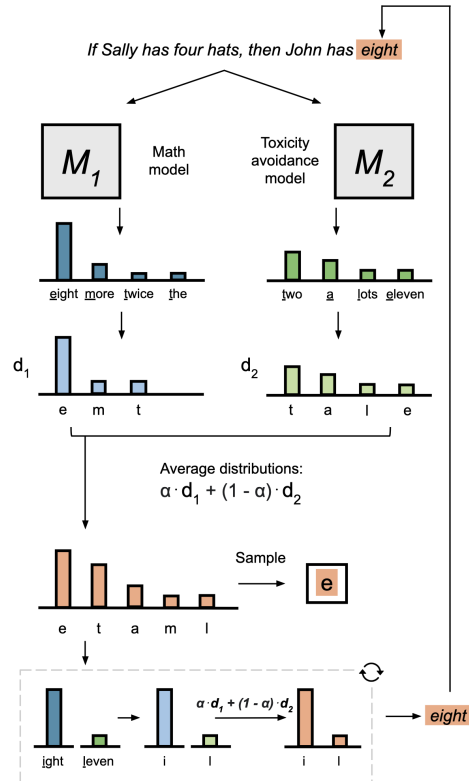 If Sally has four hats, then John has eight
M1
Math
model
Toxicity
avoidance
model
M2
eight more twice the
two a lots eleven
d1
e m t
d2
t a l e
Average distributions:
α · d1 + (1 - α) · d2
Sample
e
e t a m l
α · d1 + (1 - α) · d2
ight leven
i l
i l
eight